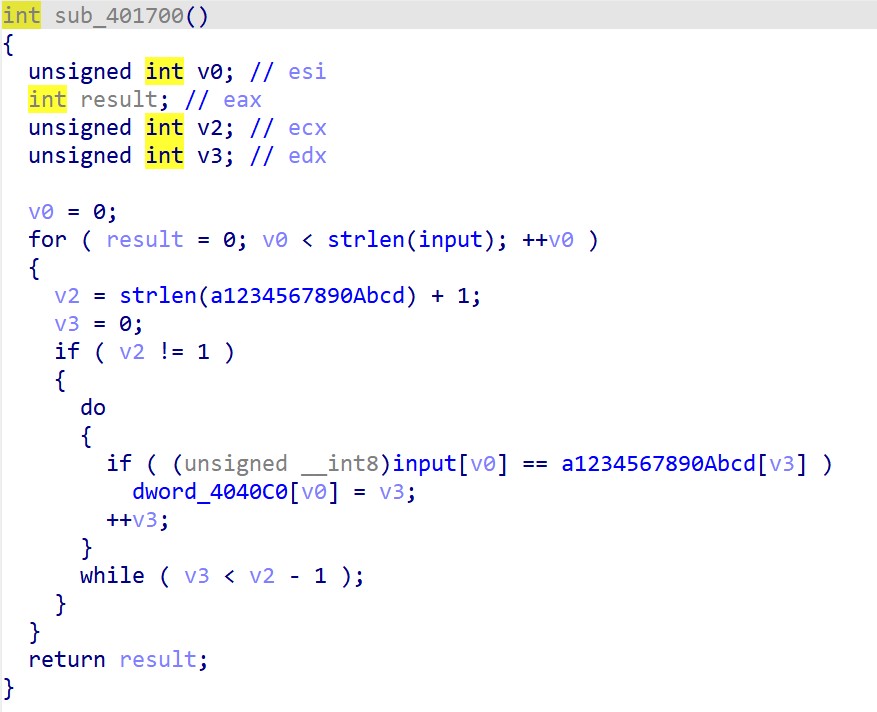 int sub_401700()
{
  unsigned int v0; // esi
  int result; // eax
  unsigned int v2; // ecx
  unsigned int v3; // edx

  v0 = 0;
  for ( result = 0; v0 < strlen(input); ++v0 )
  {
    v2 = strlen(a1234567890Abcd) + 1;
    v3 = 0;
    if ( v2 != 1 )
    {
      do
      {
        if ( (unsigned __int8)input[v0] == a1234567890Abcd[v3] )
          dword_4040C0[v0] = v3;
        ++v3;
      }
      while ( v3 < v2 - 1 );
    }
  }
  return result;
}